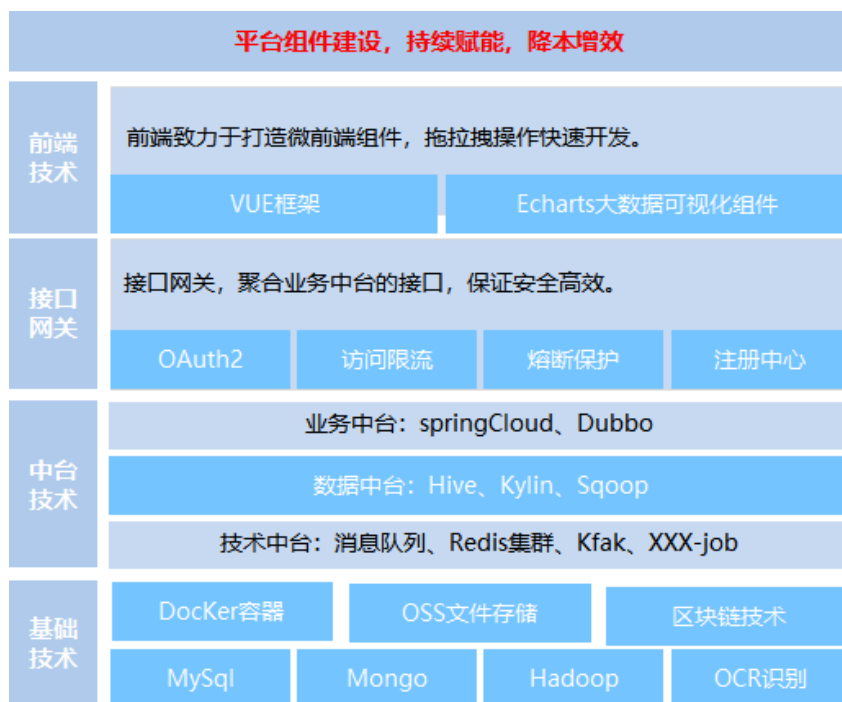 平台组件建设，持续赋能，降本增效
前端
技术
前端致力于打造微前端组件，拖拉拽操作快速开发。
VUE框架
Echarts大数据可视化组件
接口
网关
接口网关，聚合业务中台的接口，保证安全高效。
OAuth2
访问限流
熔断保护
注册中心
中台
技术
业务中台：springCloud、Dubbo
数据中台：Hive、Kylin、Sqoop
技术中台：消息队列、Redis集群、Kfak、XXX-job
基础
技术
DocKer容器
OSS文件存储
区块链技术
MySql
Mongo
Hadoop
OCR识别